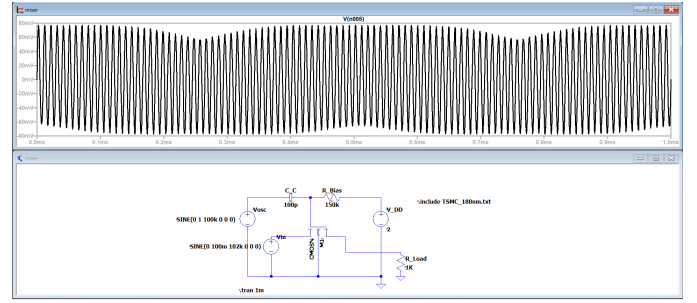 mixer
V(n005)
80mV
60mV
40mV
20mV
0mV
-20mV
-40mV
-60mV
-80mV
0.0ms 0.1ms 0.2ms 0.3ms 0.4ms 0.5ms 0.6ms 0.7ms 0.8ms 0.9ms 1.0ms
mixer
C_C R_Bias
100p 150k
.include TSMC_180nm.txt
Vosc V_DD
SINE(0 1 100k 0 0 0)
2
Vin
SINE(0 100m 102k 0 0 0)
CMOSN M1
R_Load
1K
.tran 1m